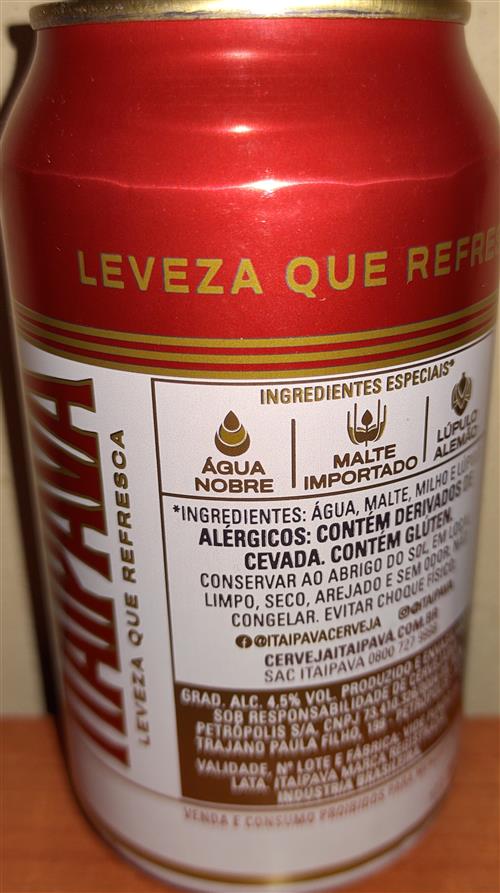 LEVEZA QUE REFRES
ITAIPAVA
LEVEZA QUE REFRESCA
INGREDIENTES ESPECIAIS*
ÁGUA
NOBRE
MALTE
IMPORTADO
LÚPULO
ALEMÃO
*INGREDIENTES: ÁGUA, MALTE, MILHO E LÚPU
ALÉRGICOS: CONTÉM DERIVADOS DE
CEVADA. CONTÉM GLÚTEN.
CONSERVAR AO ABRIGO DO SOL, EM LOCAL
LIMPO, SECO, AREJADO E SEM ODOR. NÃO
CONGELAR. EVITAR CHOQUE FÍSICO.
@ITAIPAVACERVEJA @ITAIPAVA
CERVEJAITAIPAVA.COM.BR
SAC ITAIPAVA 0800 727 9998
GRAD. ALC. 4,5% VOL. PRODUZIDO E
SOB RESPONSABILIDADE DE
PETRÓPOLIS S/A, CNPJ
TRAJANO PAULA FILHO,
VALIDADE, Nº LOTE E FÁBRICA,
LATA. ITAIPAVA MARCA
INDÚSTRIA BRASILEIRA
VENDA E CONSUMO PROIBIDOS PARA